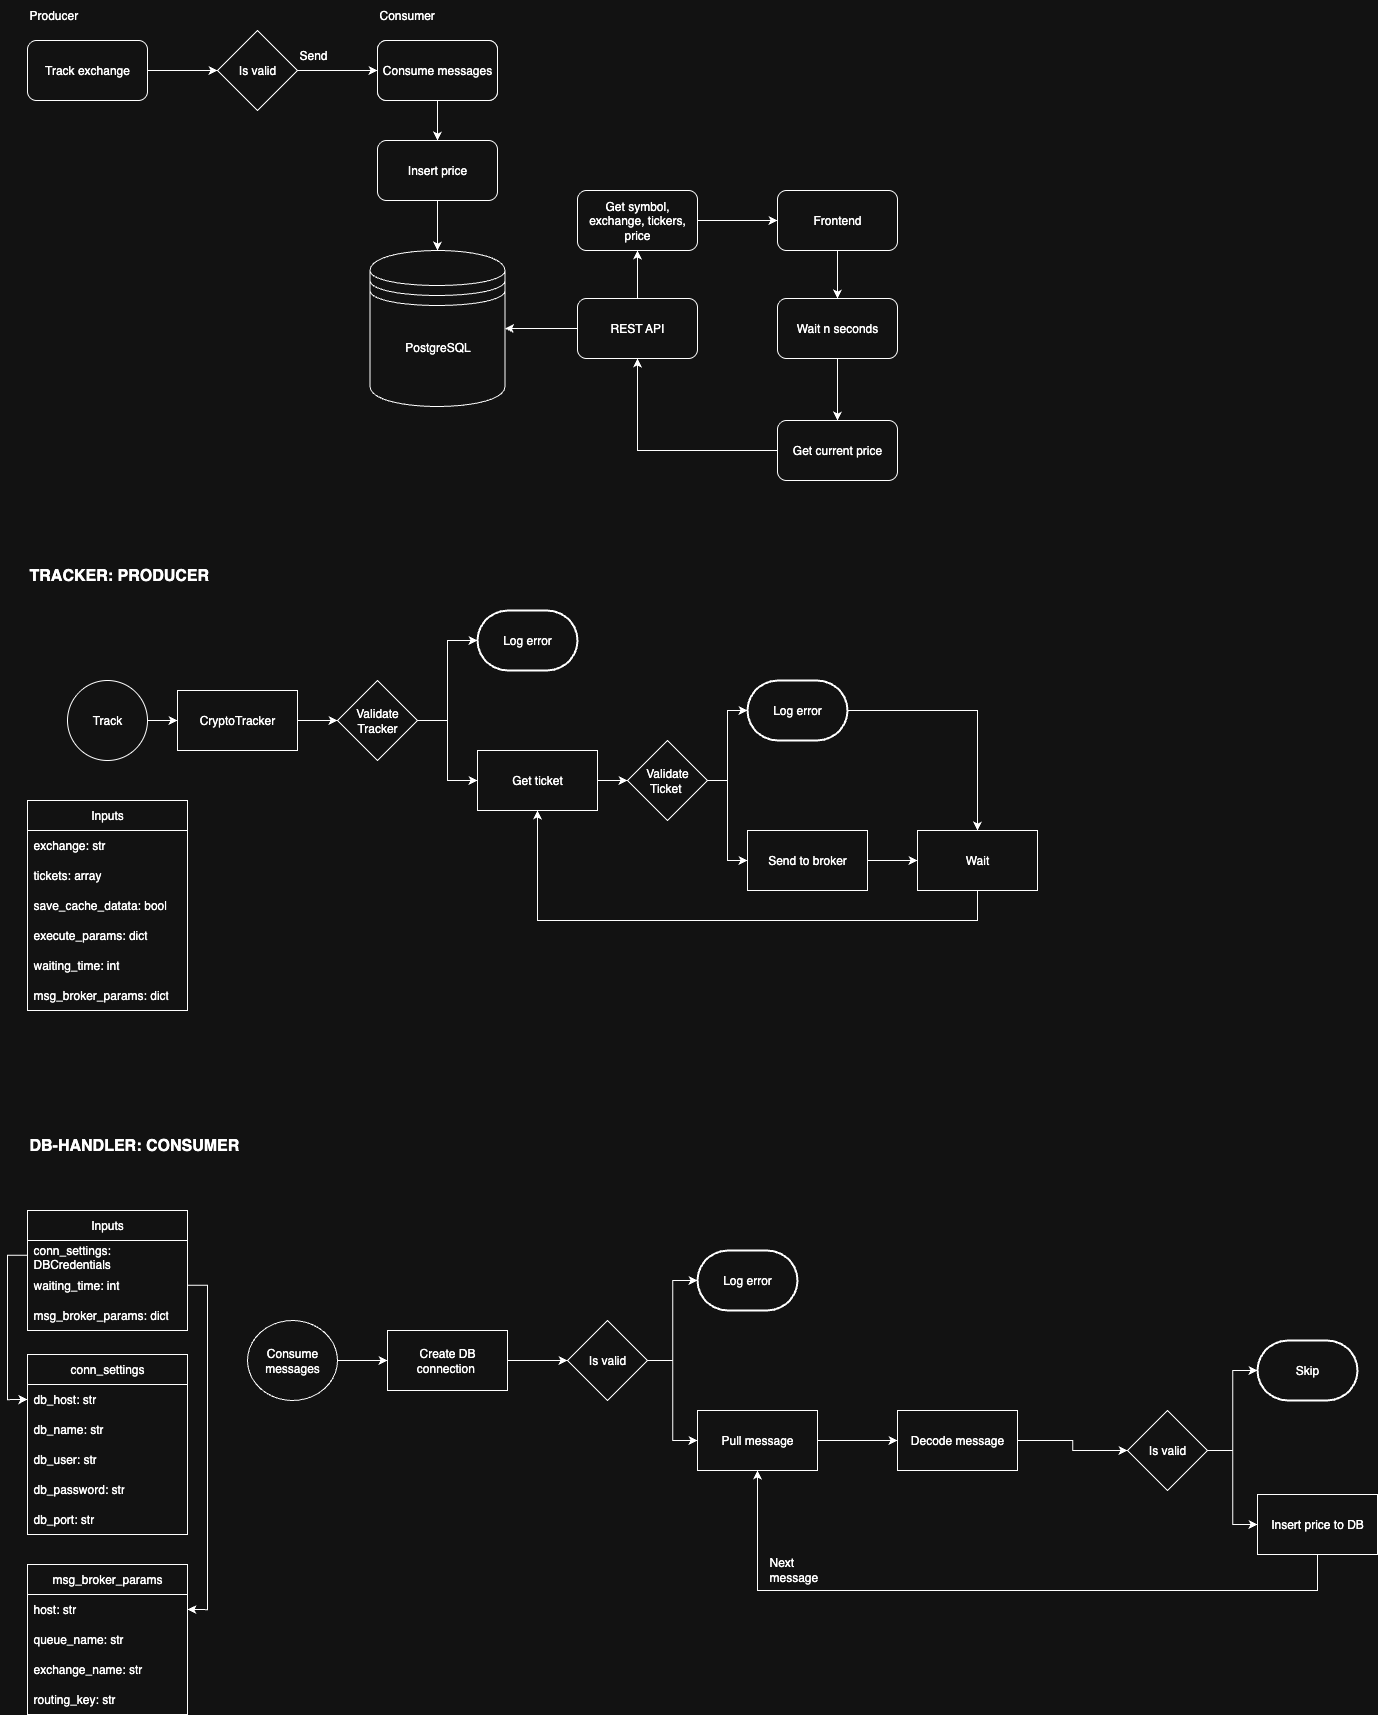 Producer
Consumer
Track exchange
Is valid
Send
Consume messages
Insert price
Get symbol,
exchange, tickers,
price
Frontend
REST API
Wait n seconds
PostgreSQL
Get current price
TRACKER: PRODUCER
Log error
Track
CryptoTracker
Validate
Tracker
Log error
Get ticket
Validate
Ticket
Send to broker
Wait
Inputs
exchange: str
tickets: array
save_cache_datata: bool
execute_params: dict
waiting_time: int
msg_broker_params: dict
DB-HANDLER: CONSUMER
Inputs
conn_settings:
DBCredentials
waiting_time: int
msg_broker_params: dict
conn_settings
db_host: str
db_name: str
db_user: str
db_password: str
db_port: str
msg_broker_params
host: str
queue_name: str
exchange_name: str
routing_key: str
Consume
messages
Create DB
connection
Is valid
Log error
Pull message
Decode message
Is valid
Skip
Insert price to DB
Next
message